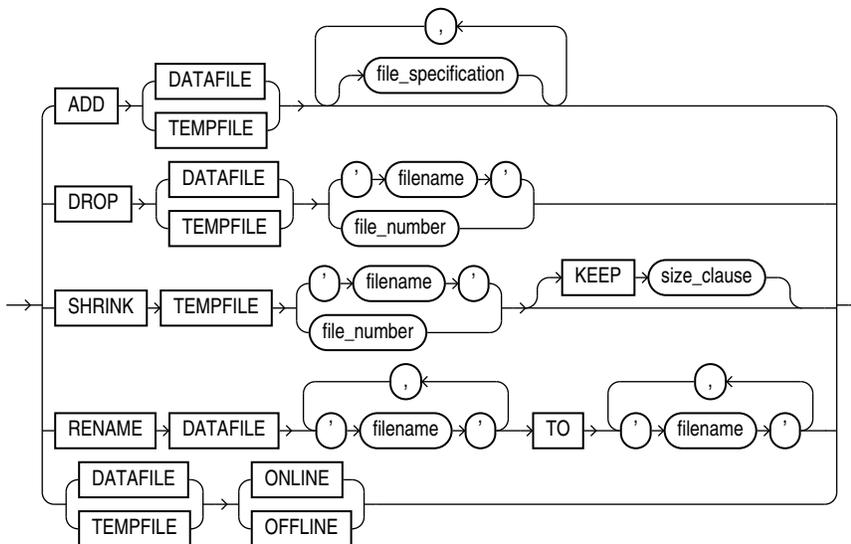 ,
DATAFILE file_specification
ADD
TEMPFILE
DATAFILE ' filename '
DROP
TEMPFILE file_number
' filename ' KEEP size_clause
SHRINK TEMPFILE
file_number
, ,
RENAME DATAFILE ' filename ' TO ' filename '
DATAFILE ONLINE
TEMPFILE OFFLINE